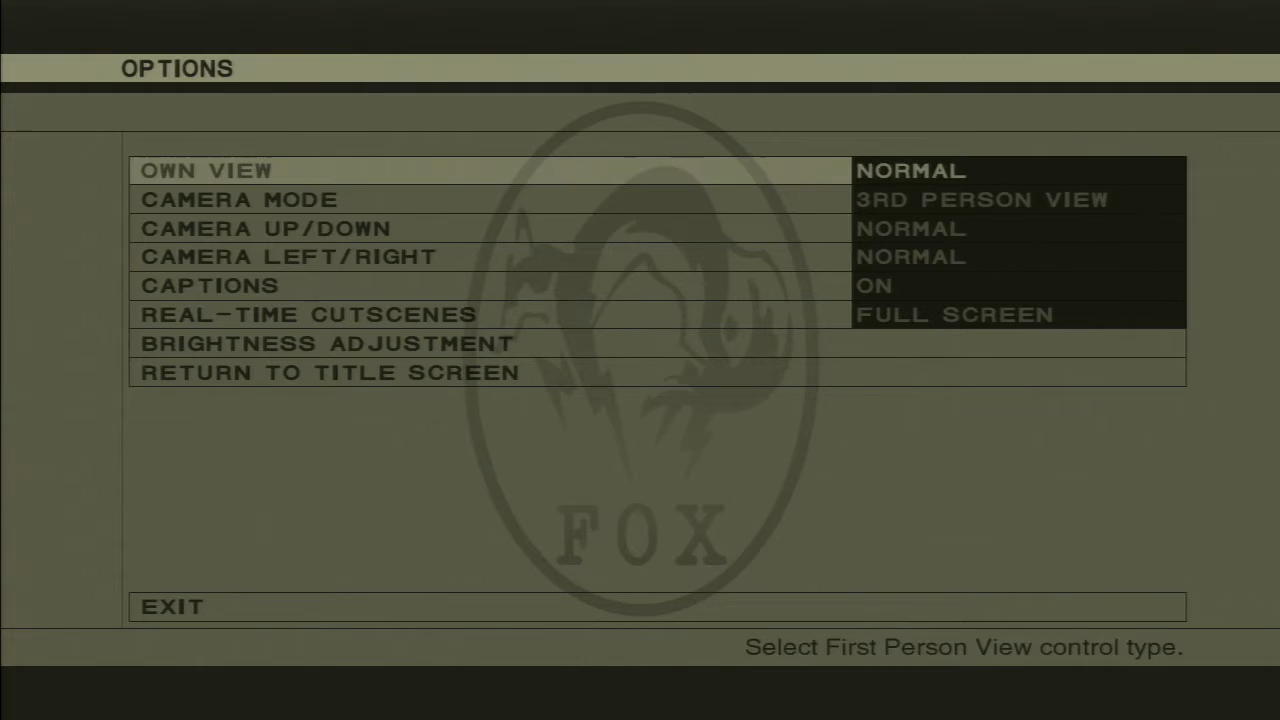 OPTIONS
OWN VIEW NORMAL
CAMERA MODE 3RD PERSON VIEW
CAMERA UP/DOWN NORMAL
CAMERA LEFT/RIGHT NORMAL
CAPTIONS ON
REAL-TIME CUTSCENES FULL SCREEN
BRIGHTNESS ADJUSTMENT
RETURN TO TITLE SCREEN
FOX
EXIT
Select First Person View control type.